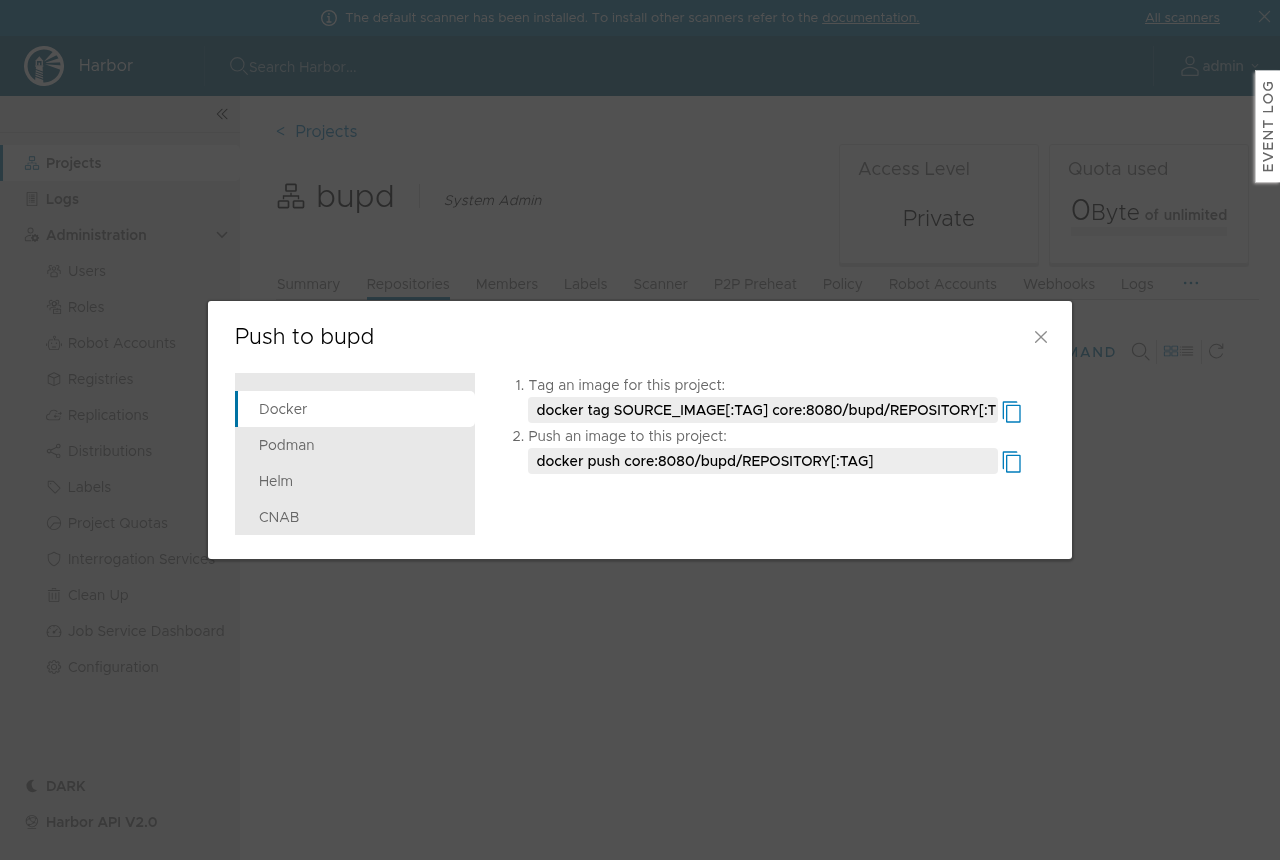 The default scanner has been installed. To install other scanners refer to the documentation.
All scanners
Harbor
Search Harbor...
admin
EVENT LOG
Projects
Logs
Administration
Users
Roles
Robot Accounts
Registries
Replications
Distributions
Labels
Project Quotas
Interrogation Services
Clean Up
Job Service Dashboard
Configuration
DARK
Harbor API V2.0
< Projects
bupd
System Admin
Access Level
Private
Quota used
0Byte of unlimited
Summary Repositories Members Labels Scanner P2P Preheat Policy Robot Accounts Webhooks Logs ...
Push to bupd
Docker
Podman
Helm
CNAB
1. Tag an image for this project:
docker tag SOURCE_IMAGE[:TAG] core:8080/bupd/REPOSITORY[:T
2. Push an image to this project:
docker push core:8080/bupd/REPOSITORY[:TAG]